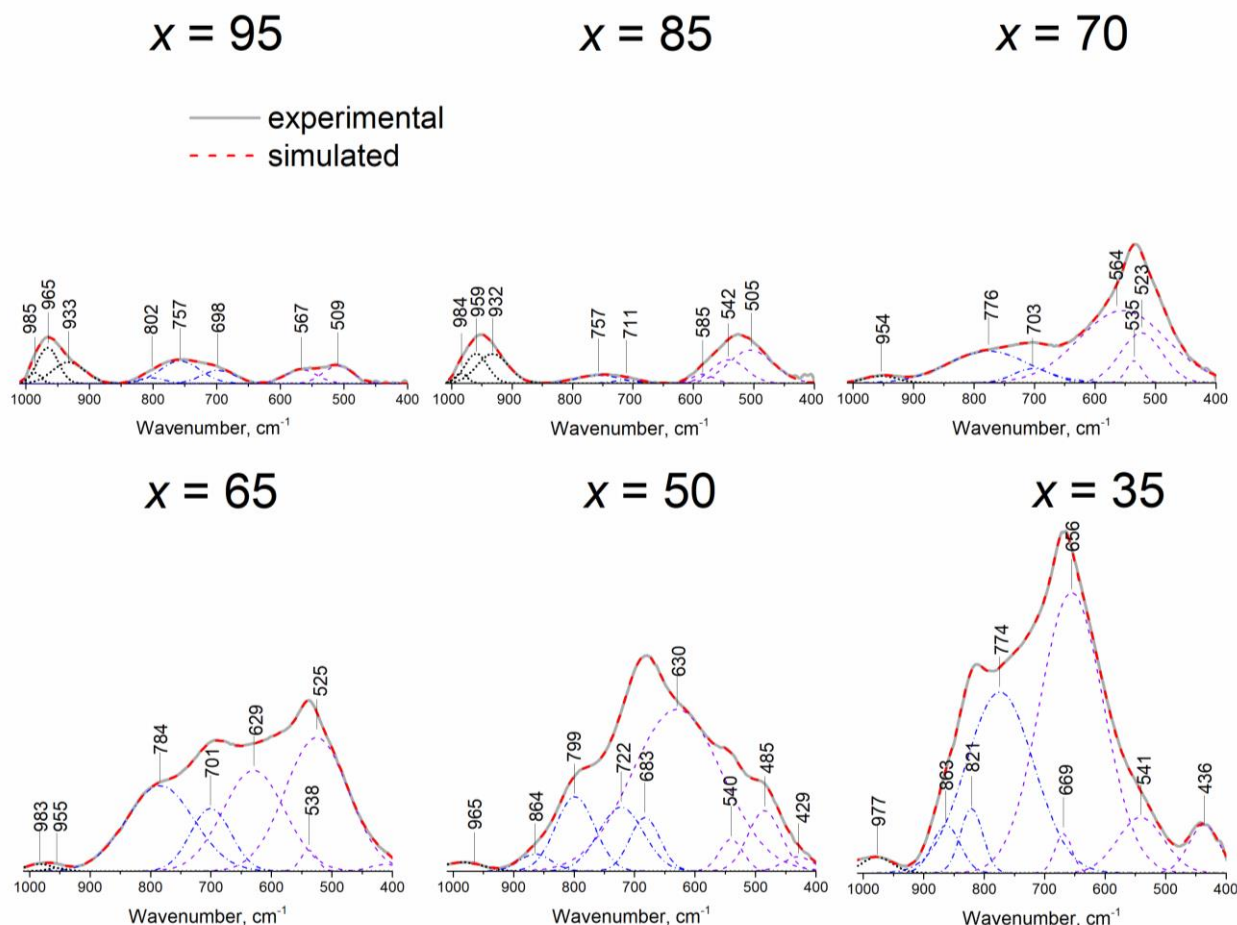 x = 95
x = 85
x = 70
experimental
simulated
985
965
933
802
757
698
567
509
1000 900 800 700 600 500 400
Wavenumber, cm-1
984
959
932
757
711
585
542
505
1000 900 800 700 600 500 400
Wavenumber, cm-1
954
776
703
564
535
523
1000 900 800 700 600 500 400
Wavenumber, cm-1
x = 65
x = 50
x = 35
983
955
784
701
629
538
525
1000 900 800 700 600 500 400
Wavenumber, cm-1
965
864
799
722
683
630
540
485
429
1000 900 800 700 600 500 400
Wavenumber, cm-1
977
863
821
774
669
656
541
436
1000 900 800 700 600 500 400
Wavenumber, cm-1